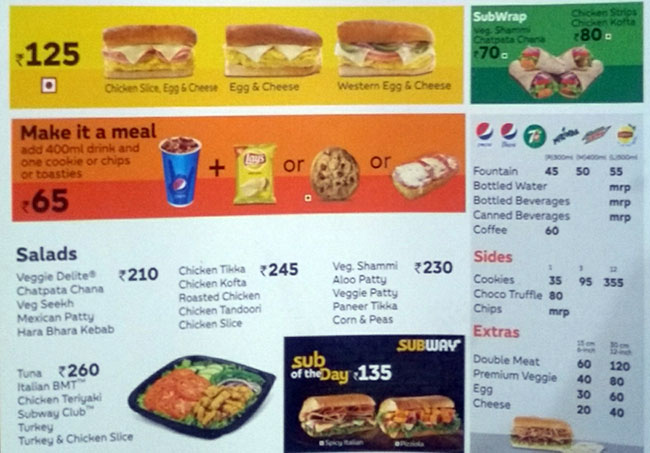 ₹125
Chicken Slice, Egg & Cheese
Egg & Cheese
Western Egg & Cheese
SubWrap
Veg. Shammi
Chatpata Chana
₹70
Chicken Strips
Chicken Kofta
₹80
Make it a meal
add 400ml drink and
one cookie or chips
or toasties
₹65
pepsi
+
Lay's
or
or
Salads
Veggie Delite® ₹210
Chatpata Chana
Veg Seekh
Mexican Patty
Hara Bhara Kebab
Chicken Tikka ₹245
Chicken Kofta
Roasted Chicken
Chicken Tandoori
Chicken Slice
Veg. Shammi ₹230
Aloo Patty
Veggie Patty
Paneer Tikka
Corn & Peas
Tuna ₹260
Italian BMT™
Chicken Teriyaki
Subway Club™
Turkey
Turkey & Chicken Slice
SUBWAY
sub
of the Day ₹135
Spicy Italian
Picciola
7
(R)300ml (M)400ml (L)500ml
Fountain 45 50 55
Bottled Water mrp
Bottled Beverages mrp
Canned Beverages mrp
Coffee 60
Sides
1 3 12
Cookies 35 95 355
Choco Truffle 80
Chips mrp
Extras
15 cm 30 cm
6-inch 12-inch
Double Meat 60 120
Premium Veggie 40 80
Egg 30 60
Cheese 20 40